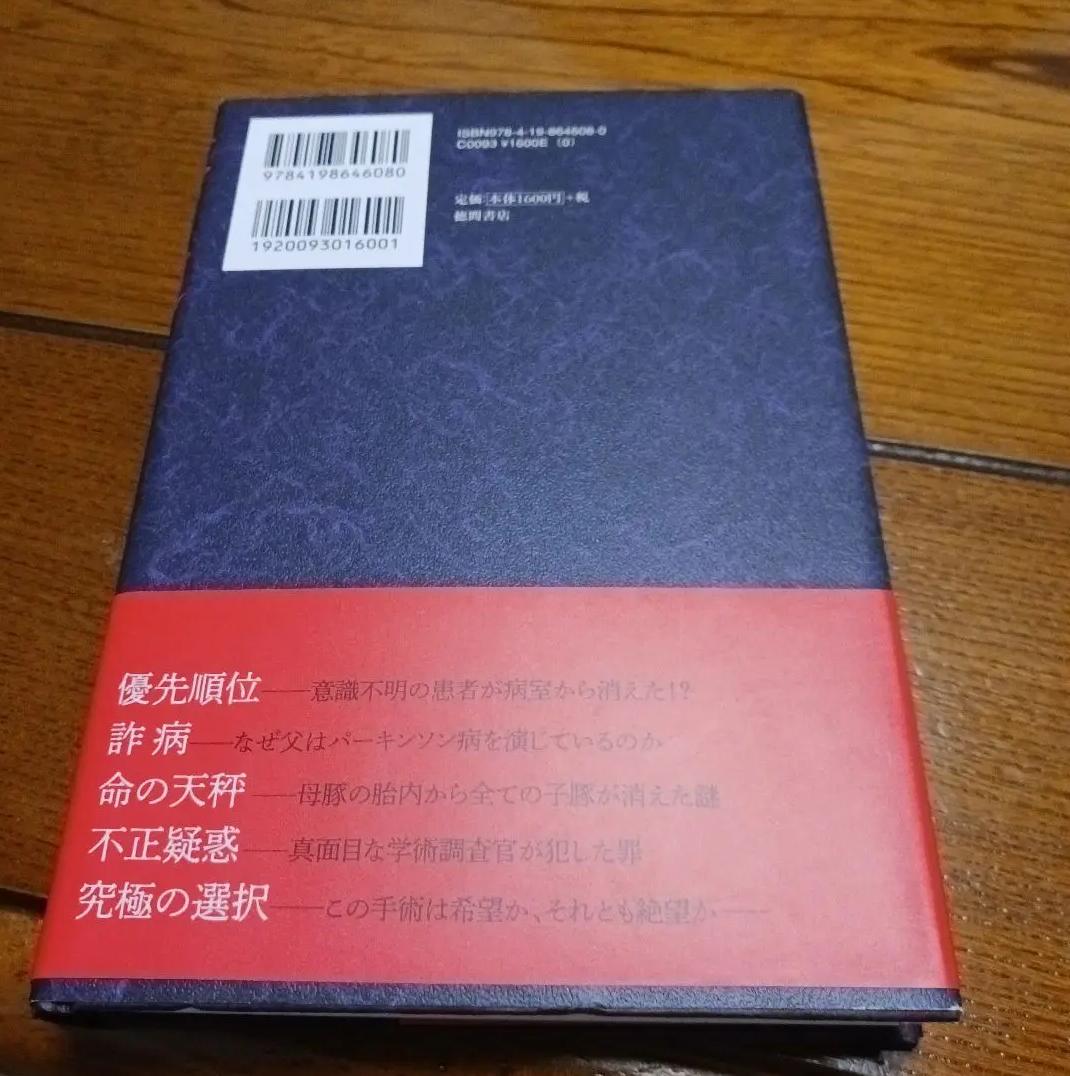 9784198646080
1920093016001
ISBN978-4-19-864608-0
C0093 ¥1600E (0)
定価:本体1600円+税
徳間書店
優先順位——意識不明の患者が病室から消えた!?
詐病——なぜ父はパーキンソン病を演じているのか
命の天秤——母豚の胎内から全ての子豚が消えた謎
不正疑惑——真面目な学術調査官が犯した罪
究極の選択——この手術は希望か、それとも絶望か——